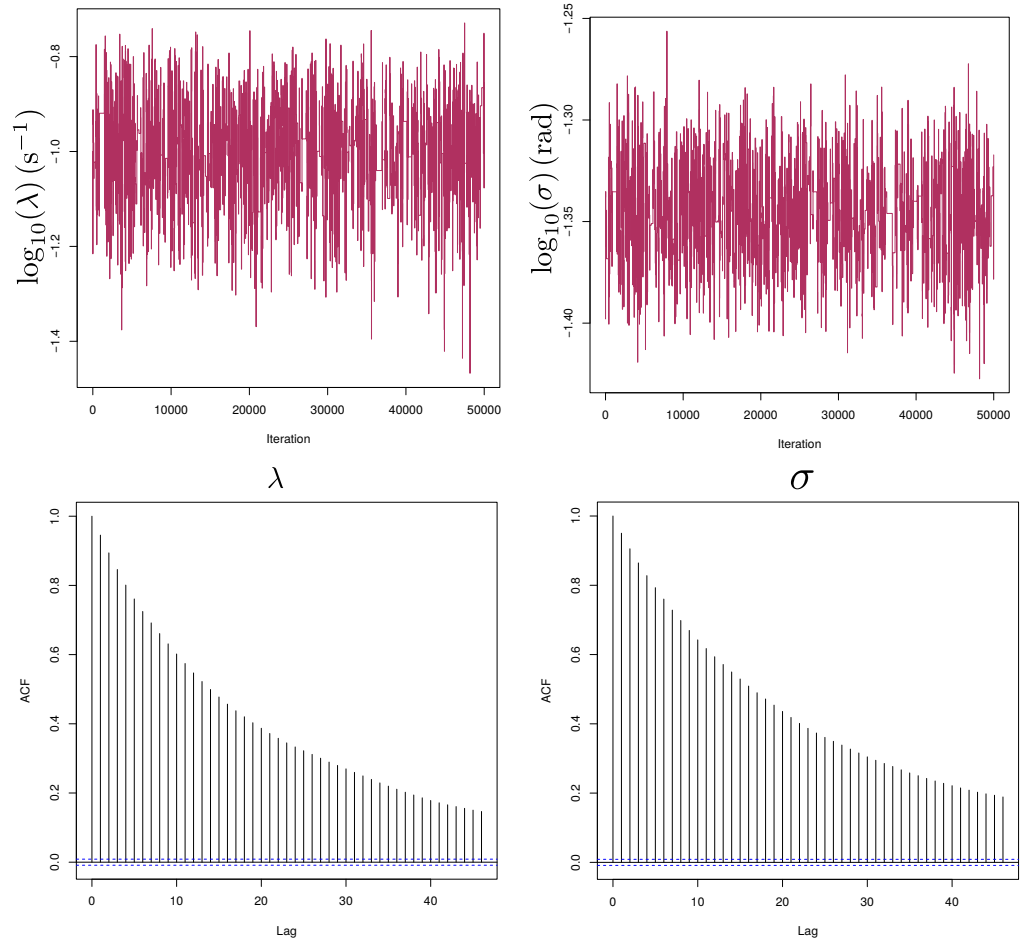 log₁₀(λ) (s⁻¹)
−0.8
−1.0
−1.2
−1.4
0 10000 20000 30000 40000 50000
Iteration
log₁₀(σ) (rad)
−1.25
−1.30
−1.35
−1.40
0 10000 20000 30000 40000 50000
Iteration
λ
ACF
1.0
0.8
0.6
0.4
0.2
0.0
0 10 20 30 40
Lag
σ
ACF
1.0
0.8
0.6
0.4
0.2
0.0
0 10 20 30 40
Lag